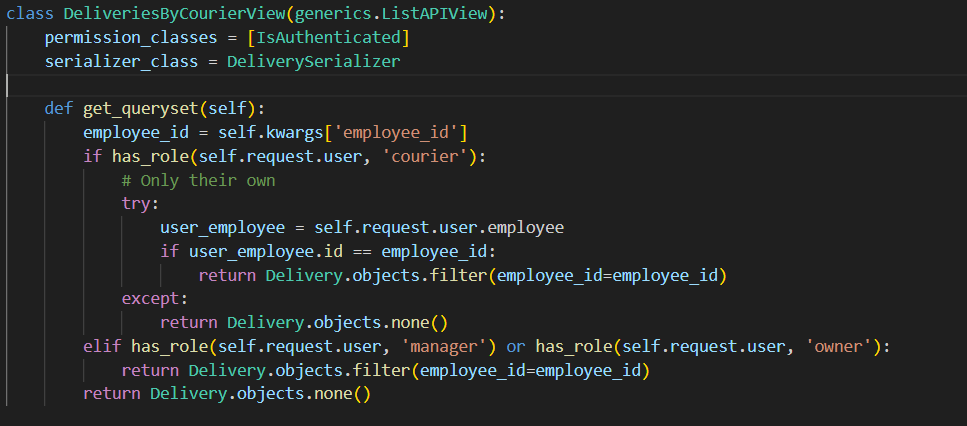 class DeliveriesByCourierView(generics.ListAPIView):
    permission_classes = [IsAuthenticated]
    serializer_class = DeliverySerializer

    def get_queryset(self):
        employee_id = self.kwargs['employee_id']
        if has_role(self.request.user, 'courier'):
            # Only their own
            try:
                user_employee = self.request.user.employee
                if user_employee.id == employee_id:
                    return Delivery.objects.filter(employee_id=employee_id)
            except:
                return Delivery.objects.none()
        elif has_role(self.request.user, 'manager') or has_role(self.request.user, 'owner'):
            return Delivery.objects.filter(employee_id=employee_id)
        return Delivery.objects.none()